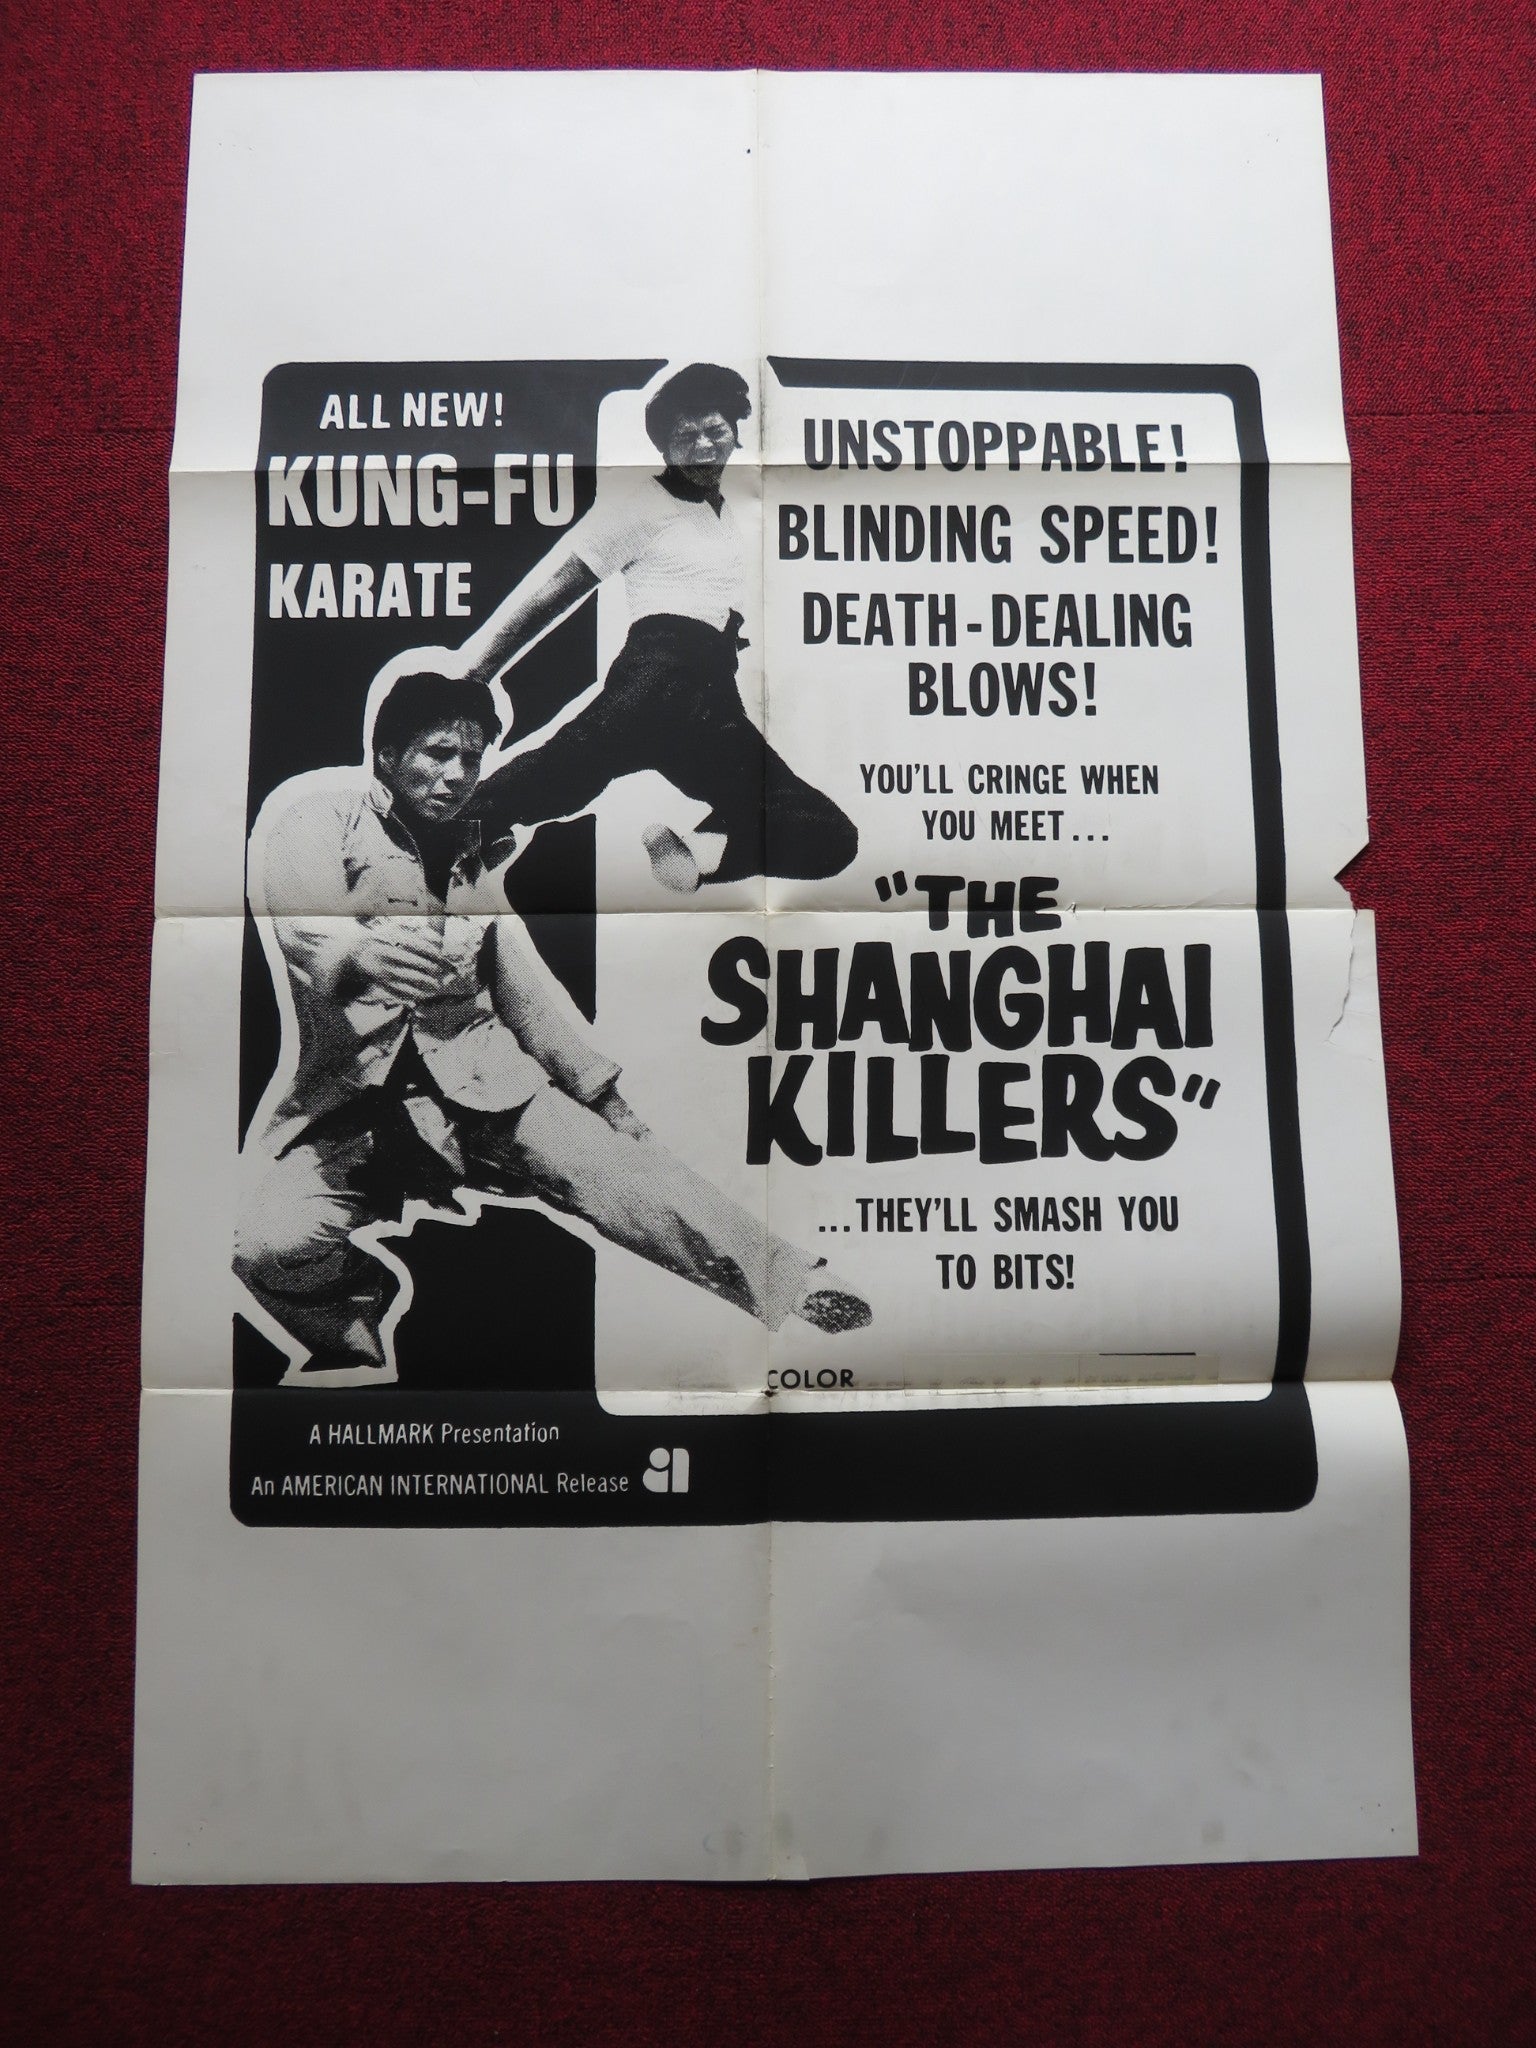 ALL NEW!
KUNG-FU
KARATE
UNSTOPPABLE!
BLINDING SPEED!
DEATH-DEALING
BLOWS!
YOU'LL CRINGE WHEN
YOU MEET...
"THE
SHANGHAI
KILLERS"
...THEY'LL SMASH YOU
TO BITS!
COLOR
A HALLMARK Presentation
An AMERICAN INTERNATIONAL Release ai